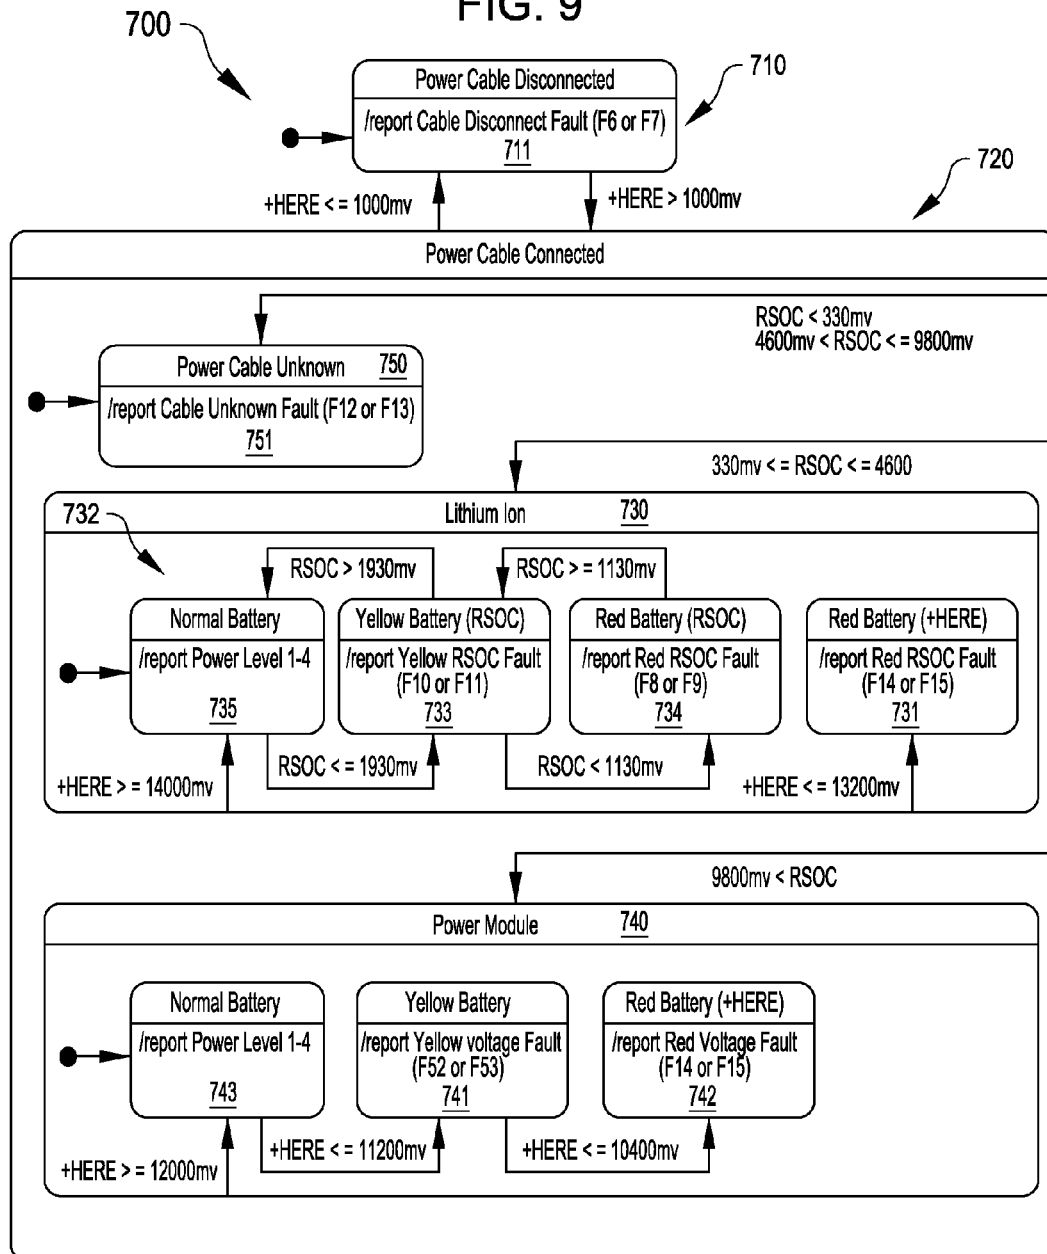 FIG. 9
700
710
Power Cable Disconnected
/report Cable Disconnect Fault (F6 or F7)
711
720
+HERE < = 1000mv
+HERE > 1000mv
Power Cable Connected
RSOC < 330mv
4600mv < RSOC < = 9800mv
Power Cable Unknown 750
/report Cable Unknown Fault (F12 or F13)
751
330mv < = RSOC < = 4600
732
Lithium Ion 730
RSOC > 1930mv
RSOC > = 1130mv
Normal Battery
/report Power Level 1-4
735
Yellow Battery (RSOC)
/report Yellow RSOC Fault
(F10 or F11)
733
Red Battery (RSOC)
/report Red RSOC Fault
(F8 or F9)
734
Red Battery (+HERE)
/report Red RSOC Fault
(F14 or F15)
731
+HERE > = 14000mv
RSOC < = 1930mv
RSOC < 1130mv
+HERE < = 13200mv
9800mv < RSOC
Power Module 740
Normal Battery
/report Power Level 1-4
743
Yellow Battery
/report Yellow voltage Fault
(F52 or F53)
741
Red Battery (+HERE)
/report Red Voltage Fault
(F14 or F15)
742
+HERE > = 12000mv
+HERE < = 11200mv
+HERE < = 10400mv